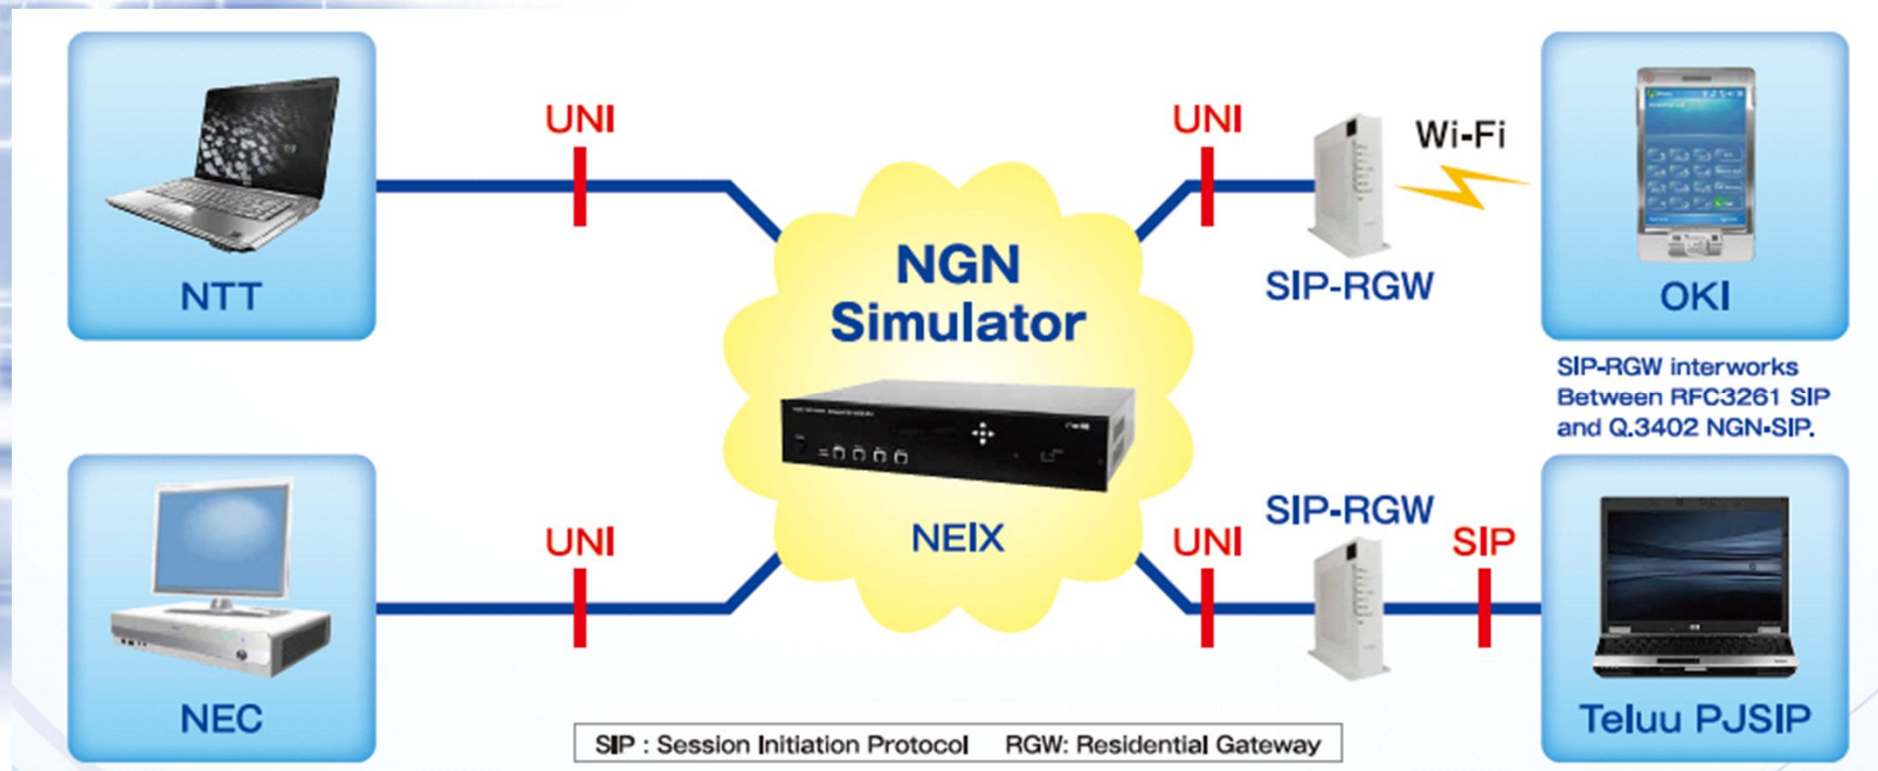 UNI
UNI
Wi-Fi
NGN
Simulator
NTT
SIP-RGW
OKI
SIP-RGW interworks
Between RFC3261 SIP
and Q.3402 NGN-SIP.
NEIX
UNI
UNI
SIP-RGW
SIP
NEC
Teluu PJSIP
SIP : Session Initiation Protocol RGW: Residential Gateway